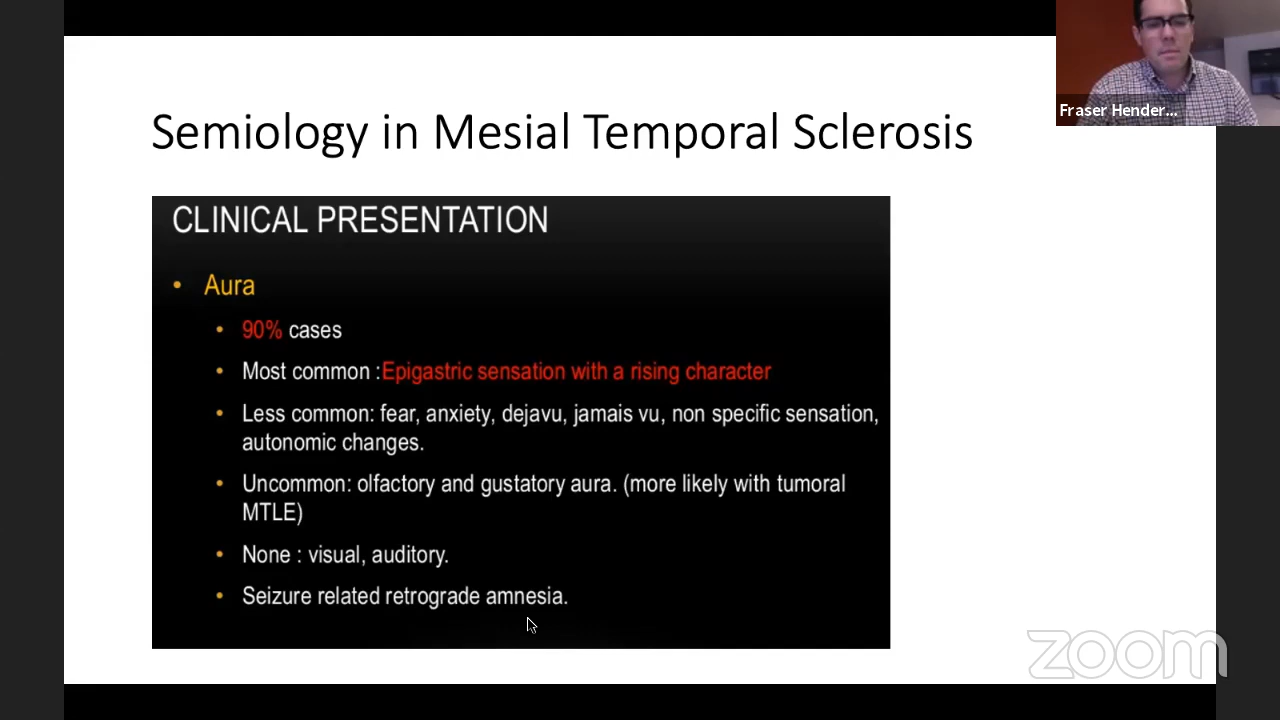 Fraser Hender...
Semiology in Mesial Temporal Sclerosis
CLINICAL PRESENTATION
• Aura
• 90% cases
• Most common :Epigastric sensation with a rising character
• Less common: fear, anxiety, dejavu, jamais vu, non specific sensation,
autonomic changes.
• Uncommon: olfactory and gustatory aura. (more likely with tumoral
MTLE)
• None : visual, auditory.
• Seizure related retrograde amnesia.
zoom